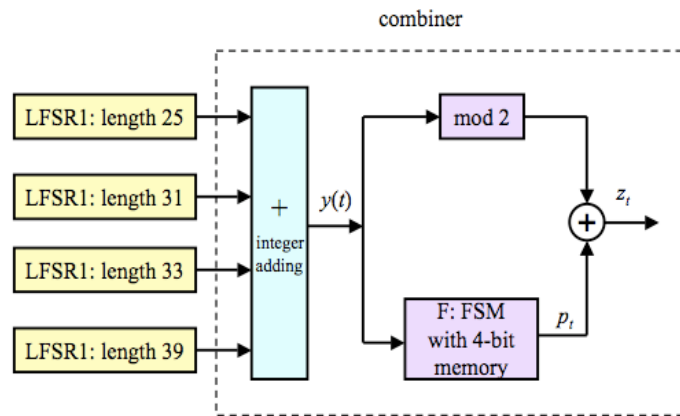 combiner
LFSR1: length 25
LFSR1: length 31
LFSR1: length 33
LFSR1: length 39
+
integer
adding
y(t)
mod 2
+
z_t
F: FSM
with 4-bit
memory
p_t